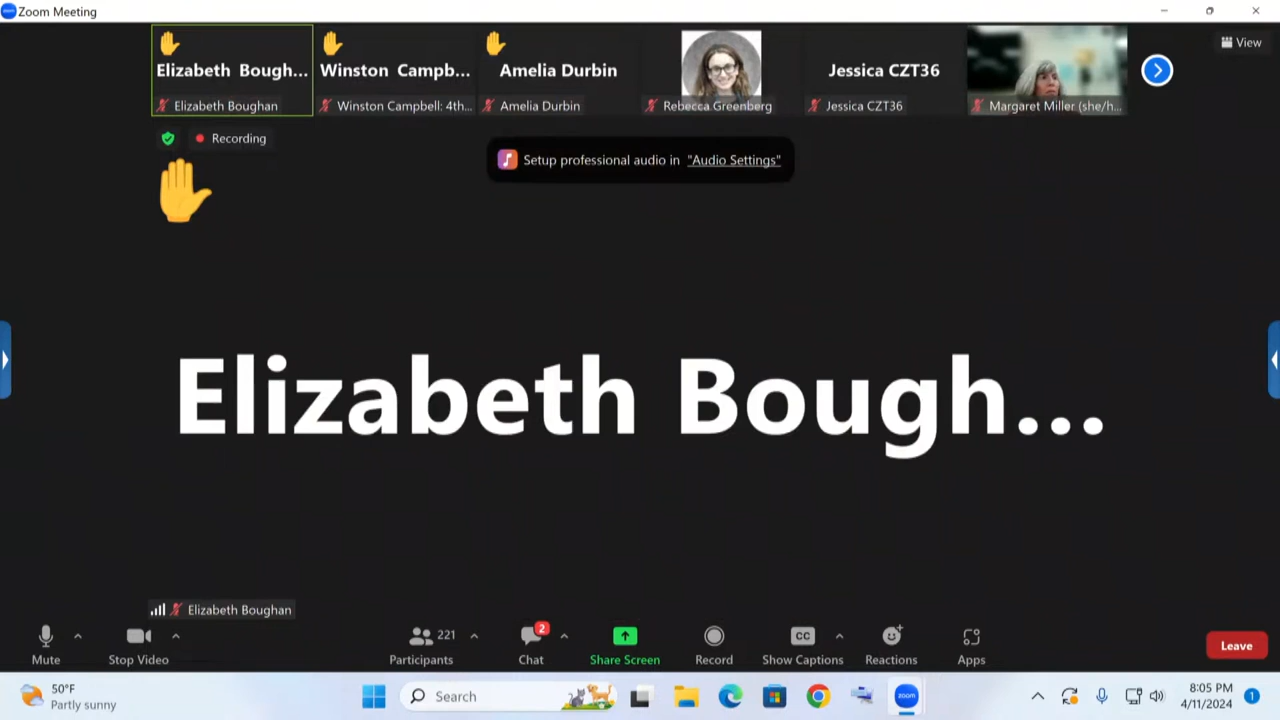 Zoom Meeting
Elizabeth Bough...
Winston Campb...
Amelia Durbin
Jessica CZT36
View
Elizabeth Boughan
Winston Campbell: 4th...
Amelia Durbin
Rebecca Greenberg
Jessica CZT36
Margaret Miller (she/h...
Recording
Setup professional audio in "Audio Settings"
Elizabeth Bough...
Elizabeth Boughan
221
2
CC
Mute
Stop Video
Participants
Chat
Share Screen
Record
Show Captions
Reactions
Apps
Leave
50°F
Partly sunny
Search
zoom
8:05 PM
4/11/2024
1